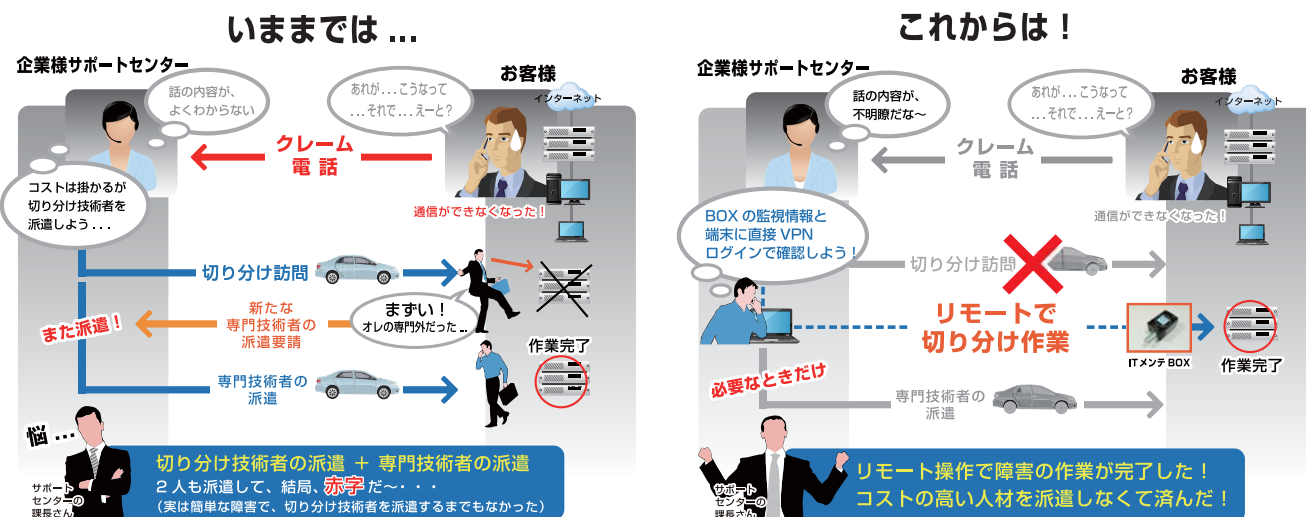 いままでは...
企業様サポートセンター
お客様
話の内容が、
よくわからない
あれが...こうなって
...それで...えーと?
インターネット
クレーム
電話
コストは掛かるが
切り分け技術者を
派遣しよう...
通信ができなくなった!
切り分け訪問
また派遣!
新たな
専門技術者の
派遣要請
まずい!
オレの専門外だった...
作業完了
専門技術者の
派遣
悩...
サポート
センターの
課長さん
切り分け技術者の派遣 + 専門技術者の派遣
2人も派遣して、結局、赤字だ~・・・
(実は簡単な障害で、切り分け技術者を派遣するまでもなかった)
これからは!
企業様サポートセンター
お客様
話の内容が、
不明瞭だな~
あれが...こうなって
...それで...えーと?
インターネット
クレーム
電話
BOXの監視情報と
端末に直接VPN
ログインで確認しよう!
通信ができなくなった!
切り分け訪問
リモートで
切り分け作業
ITメンテBOX
作業完了
必要なときだけ
専門技術者の
派遣
サポート
センターの
課長さん
リモート操作で障害の作業が完了した!
コストの高い人材を派遣しなくて済んだ!